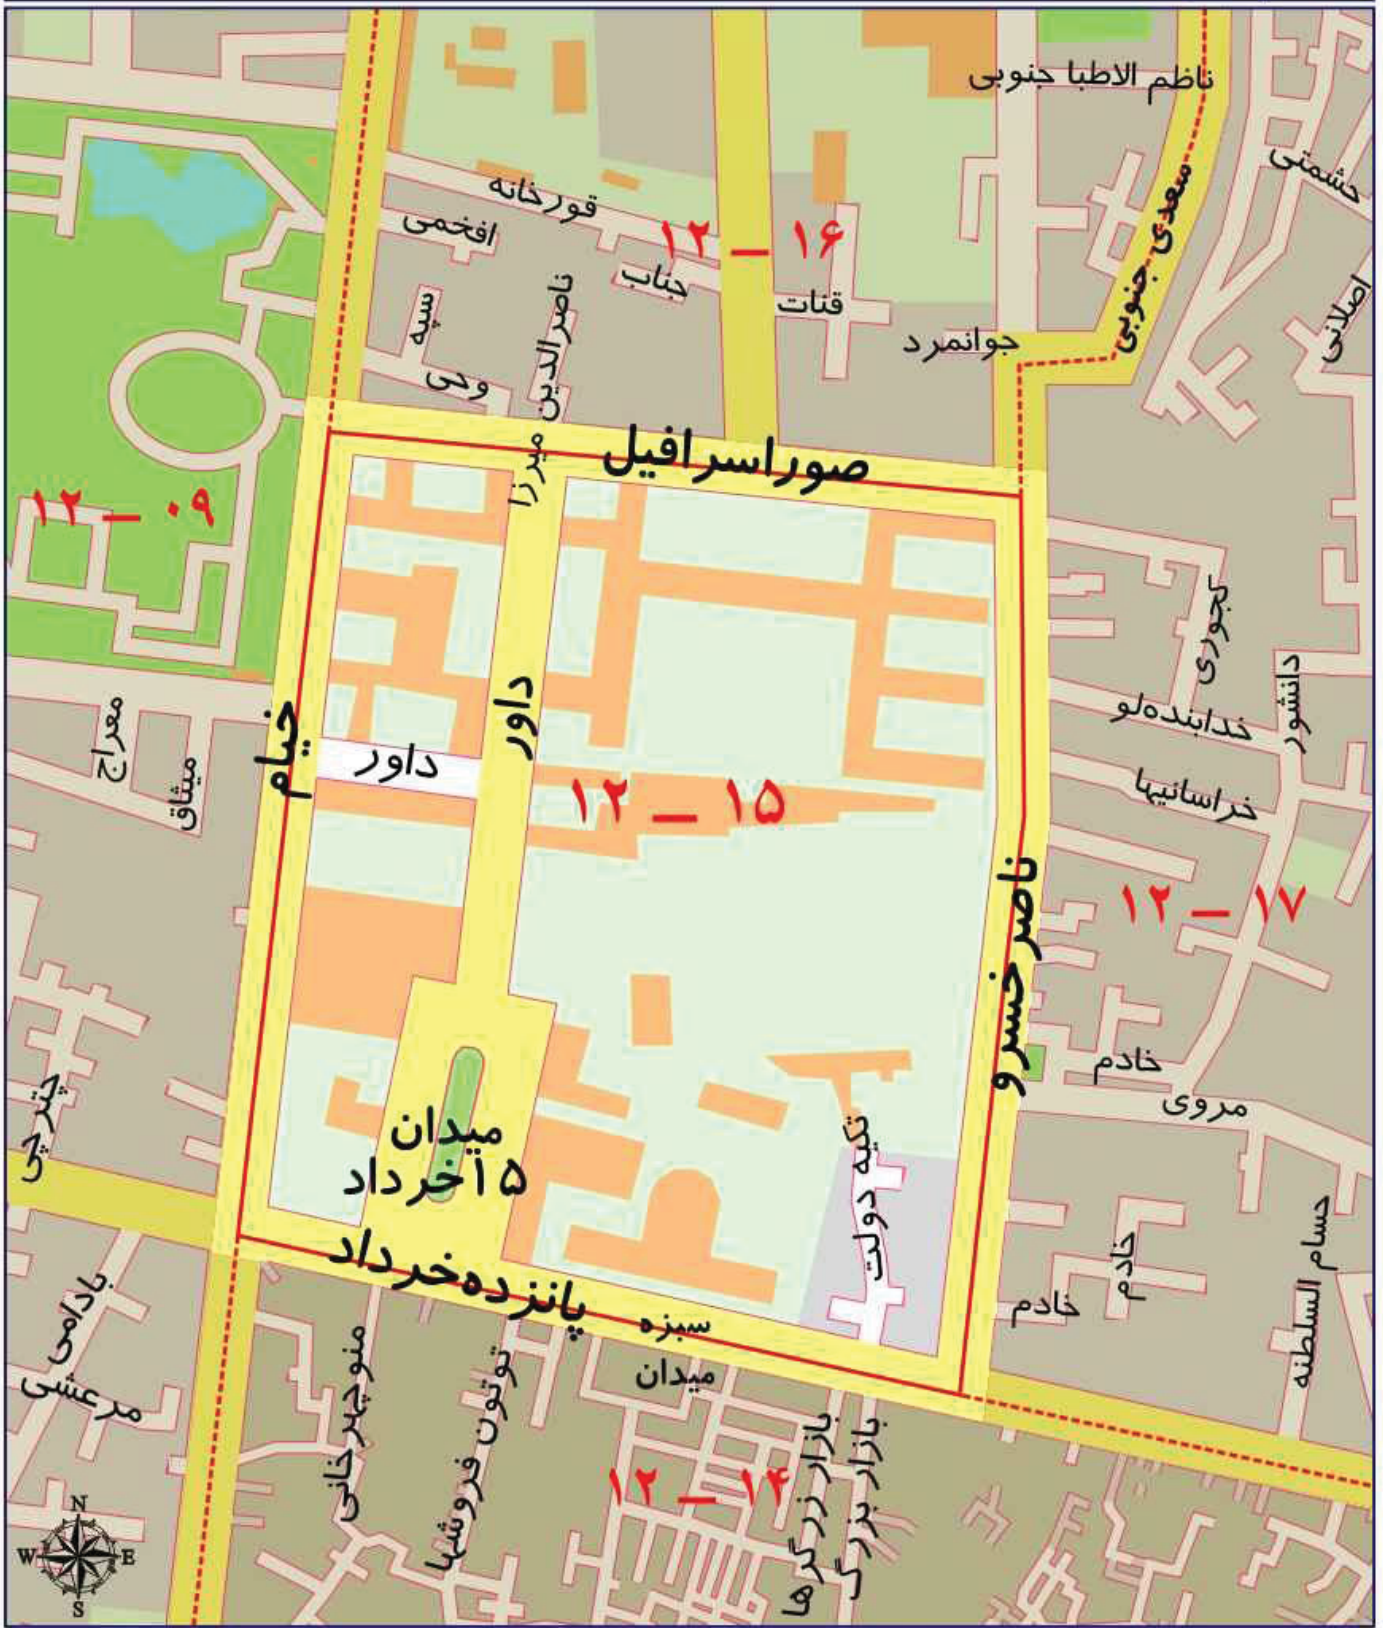 ناظم الاطبا جنوبی
حشمتی
سعدی جنوبی
قورخانه
افخمی
۱۲ – ۱۶
جناب
ناصرالدین میرزا
قنات
سپه
اصلانی
جوانمرد
وحی
صوراسرافیل
۱۲ – ۰۹
کجوری
دانشور
خدابنده‌لو
معراج
میثاق
خیام
داور
داور
خراسانیها
۱۲ – ۱۵
ناصرخسرو
۱۲ – ۱۷
خادم
مروی
چترچی
میدان
۱۵خرداد
تکیه دولت
پانزده‌خرداد
خادم
خادم
حسام السلطنه
سبزه
میدان
بادامی
مرعشی
منوچهرخانی
توتون فروشها
۱۲ – ۱۴
بازار زرگرها
بازار بزرگ
N
W
E
S